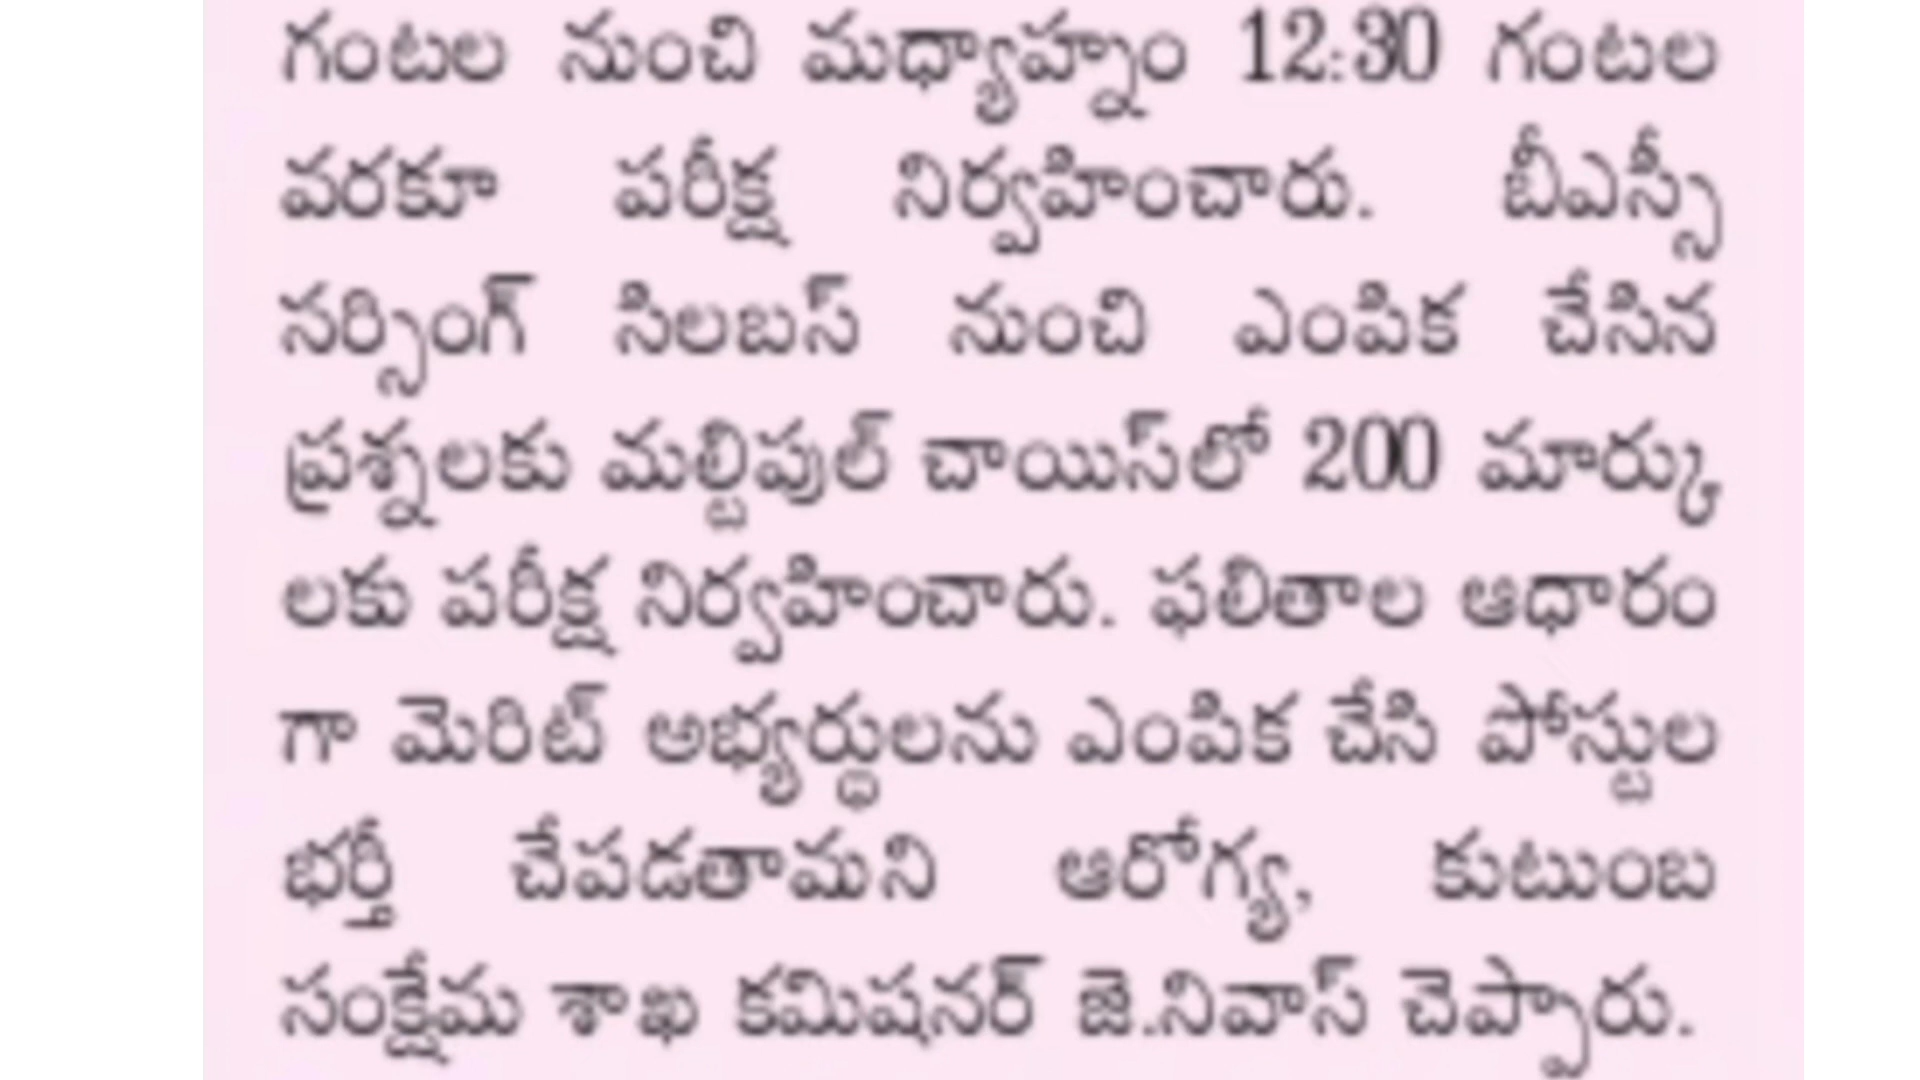 గంటల నుంచి మధ్యాహ్నం 12:30 గంటల
వరకూ పరీక్ష నిర్వహించారు. బీఎస్సీ
నర్సింగ్ సిలబస్ నుంచి ఎంపిక చేసిన
ప్రశ్నలకు మల్టిపుల్ చాయిస్‌లో 200 మార్కు
లకు పరీక్ష నిర్వహించారు. ఫలితాల ఆధారం
గా మెరిట్ అభ్యర్థులను ఎంపిక చేసి పోస్టుల
భర్తీ చేపడతామని ఆరోగ్య, కుటుంబ
సంక్షేమ శాఖ కమిషనర్ జె.నివాస్ చెప్పారు.